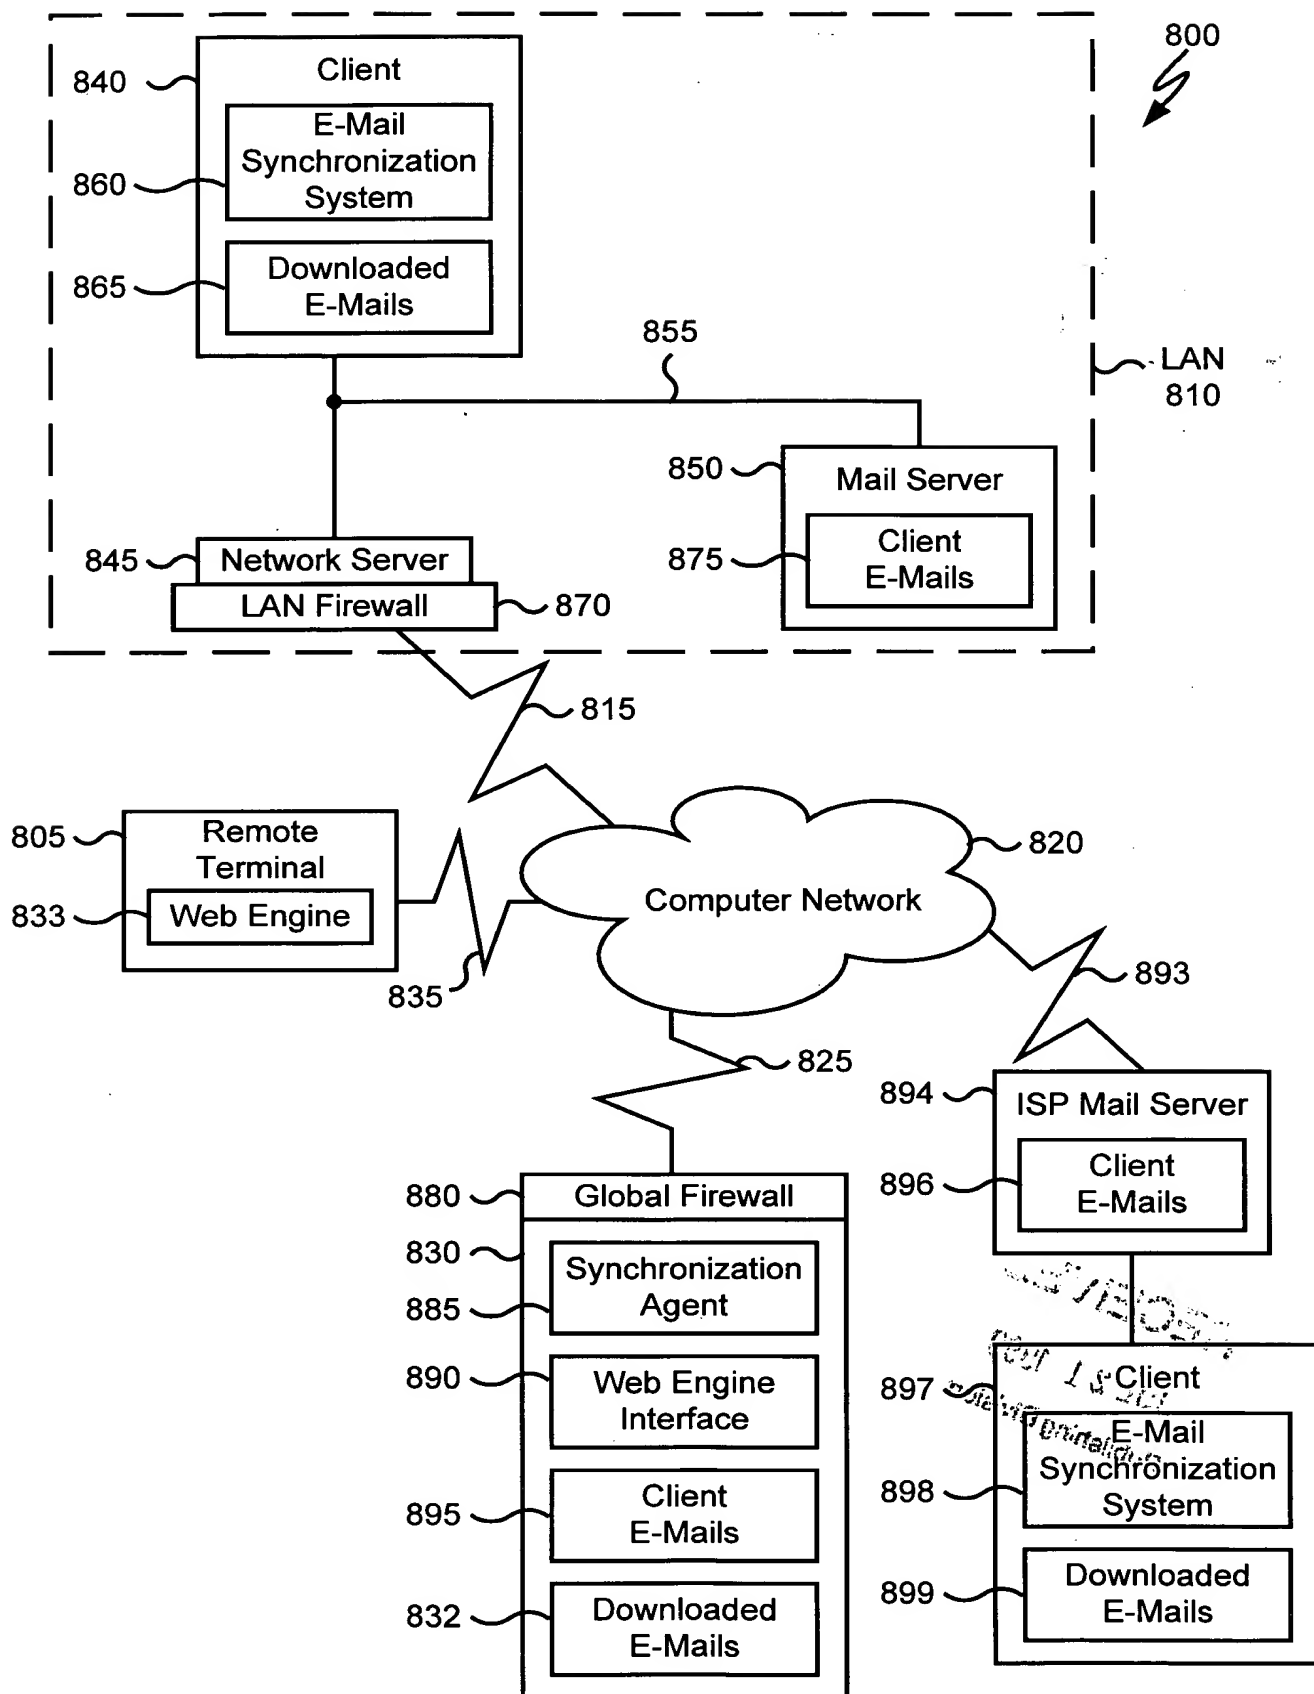 800
840
Client
E-Mail
Synchronization
System
860
Downloaded
E-Mails
865
855
LAN
810
850
Mail Server
Client
E-Mails
875
845
Network Server
LAN Firewall
870
815
805
Remote
Terminal
833
Web Engine
835
820
Computer Network
893
825
894
ISP Mail Server
Client
E-Mails
896
880
Global Firewall
830
Synchronization
Agent
885
890
Web Engine
Interface
Client
E-Mails
895
832
Downloaded
E-Mails
897
Client
E-Mail
Synchronization
System
898
899
Downloaded
E-Mails